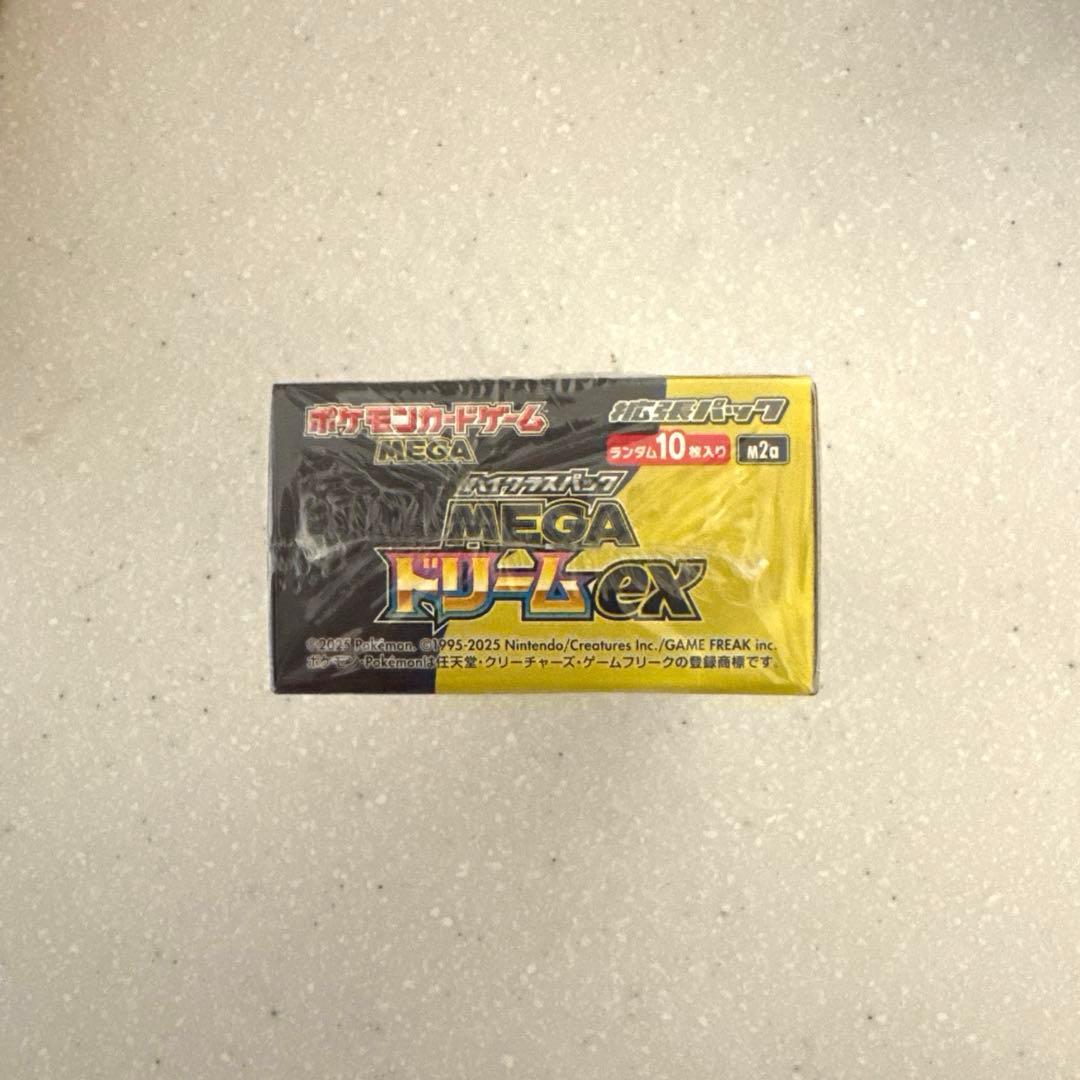 ポケモンカードゲーム
MEGA
拡張パック
ランダム10枚入り M2a
ハイクラスパック
MEGA
ドリームex
©2025 Pokémon. ©1995-2025 Nintendo/Creatures Inc./GAME FREAK inc.
ポケモン・Pokémonは任天堂・クリーチャーズ・ゲームフリークの登録商標です。